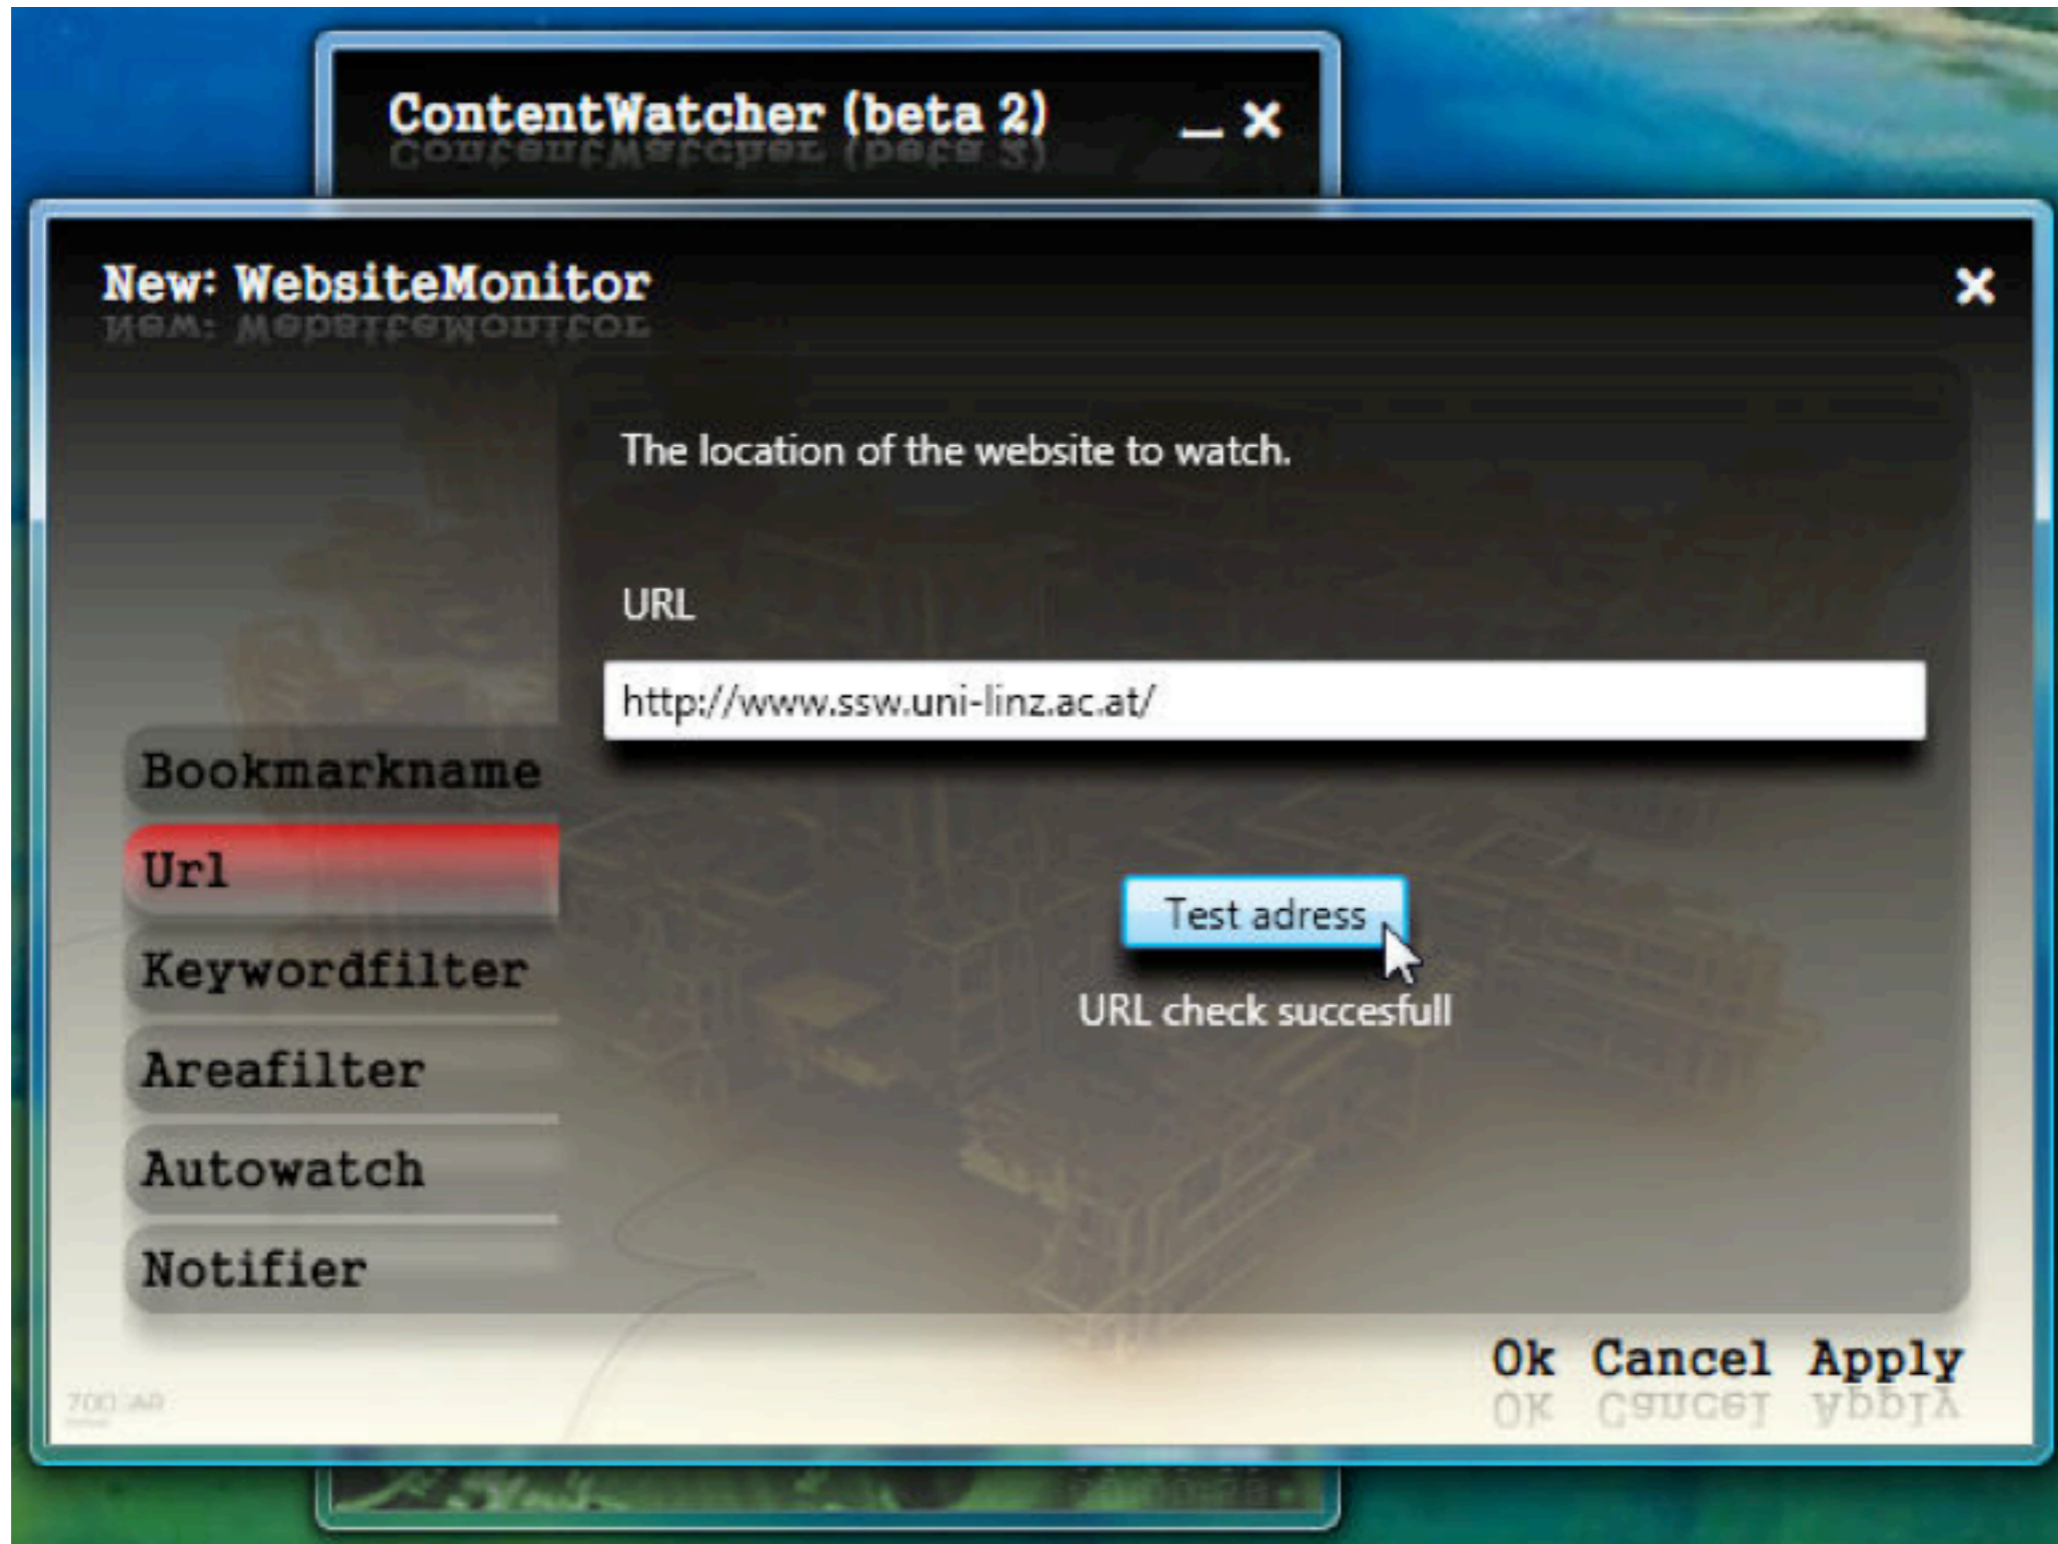 ContentWatcher (beta 2)
New: WebsiteMonitor
The location of the website to watch.
URL
http://www.ssw.uni-linz.ac.at/
Bookmarkname
Url
Test adress
Keywordfilter
URL check succesfull
Areafilter
Autowatch
Notifier
Ok Cancel Apply